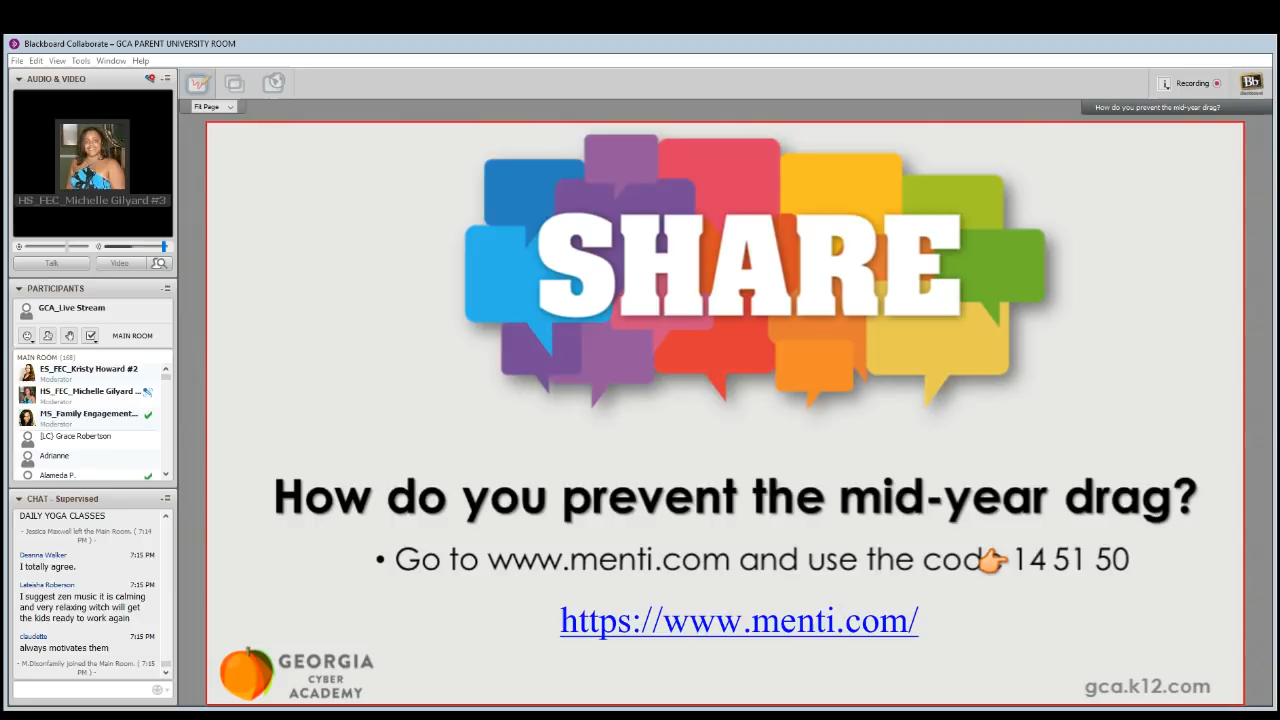 Blackboard Collaborate – GCA PARENT UNIVERSITY ROOM
File Edit View Tools Window Help
AUDIO & VIDEO
Recording
Bb
Blackboard
Fit Page
How do you prevent the mid-year drag?
HS_FEC_Michelle Gilyard #3
Talk
Video
PARTICIPANTS
GCA_Live Stream
MAIN ROOM
MAIN ROOM (168)
ES_FEC_Kristy Howard #2
Moderator
HS_FEC_Michelle Gilyard ...
Moderator
MS_Family Engagement...
Moderator
[LC} Grace Robertson
Adrianne
Alameda P.
CHAT - Supervised
DAILY YOGA CLASSES
- Jessica Maxwell left the Main Room. ( 7:14
PM ) -
Deanna Walker 7:15 PM
I totally agree.
Lateisha Roberson 7:15 PM
I suggest zen music it is calming
and very relaxing witch will get
the kids ready to work again
claudette 7:15 PM
always motivates them
- M.Dixonfamily joined the Main Room. ( 7:15
PM ) -
SHARE
How do you prevent the mid-year drag?
• Go to www.menti.com and use the cod 14 51 50
https://www.menti.com/
GEORGIA
CYBER
ACADEMY
gca.k12.com